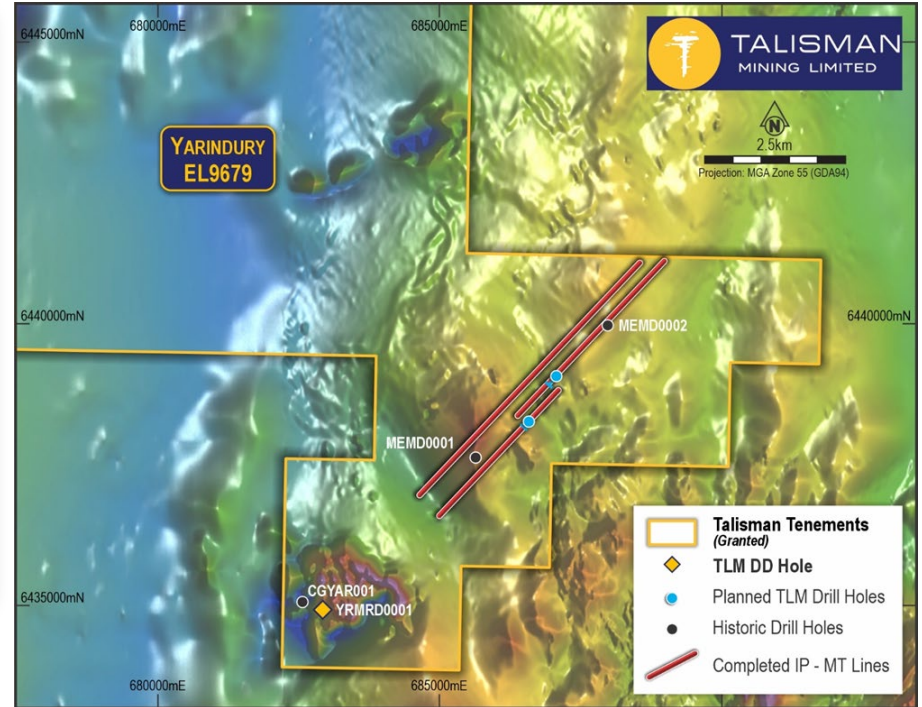 680000mE
685000mE
6445000mN
TALISMAN
MINING LIMITED
N
2.5km
Projection: MGA Zone 55 (GDA94)
YARINDURY
EL9679
6440000mN
6440000mN
MEMD0002
MEMD0001
CGYAR001
YRMRD0001
6435000mN
Talisman Tenements
(Granted)
TLM DD Hole
Planned TLM Drill Holes
Historic Drill Holes
Completed IP - MT Lines
680000mE
685000mE